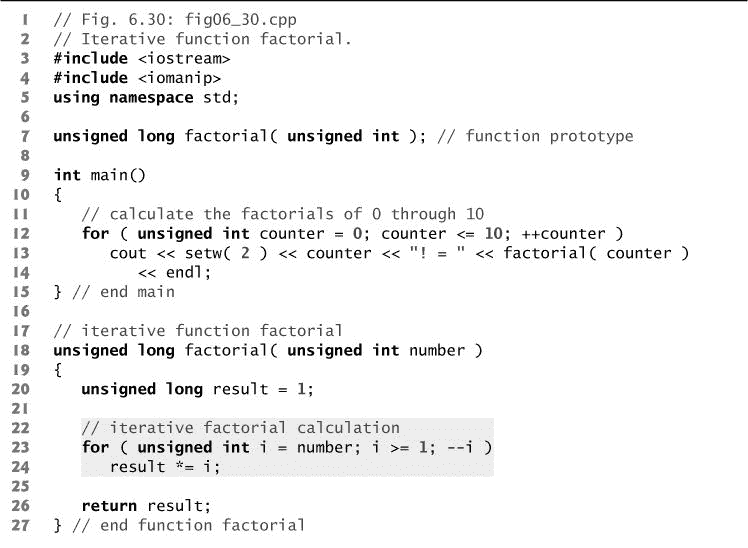 1 // Fig. 6.30: fig06_30.cpp
2 // Iterative function factorial.
3 #include <iostream>
4 #include <iomanip>
5 using namespace std;
6
7 unsigned long factorial( unsigned int ); // function prototype
8
9 int main()
10 {
11 // calculate the factorials of 0 through 10
12 for ( unsigned int counter = 0; counter <= 10; ++counter )
13 cout << setw( 2 ) << counter << "! = " << factorial( counter )
14 << endl;
15 } // end main
16
17 // iterative function factorial
18 unsigned long factorial( unsigned int number )
19 {
20 unsigned long result = 1;
21
22 // iterative factorial calculation
23 for ( unsigned int i = number; i >= 1; --i )
24 result *= i;
25
26 return result;
27 } // end function factorial